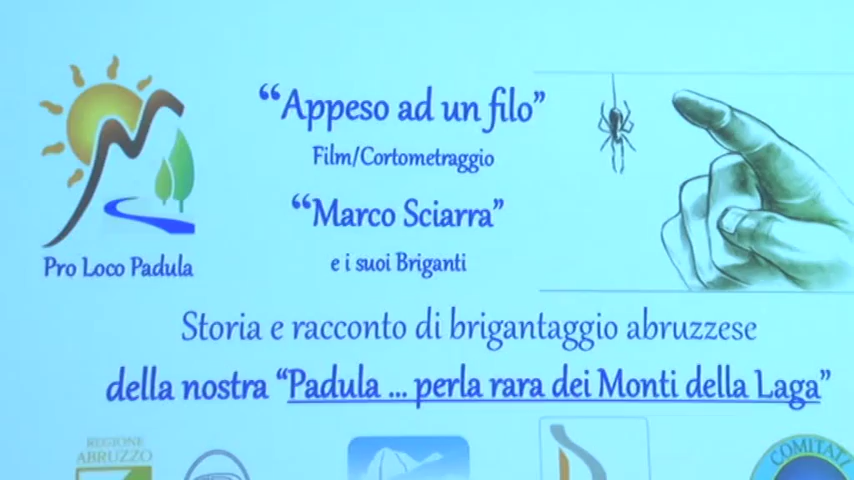 “Appeso ad un filo”
Film/Cortometraggio
“Marco Sciarra”
e i suoi Briganti
Pro Loco Padula
Storia e racconto di brigantaggio abruzzese
della nostra “Padula ... perla rara dei Monti della Laga”
REGIONE
ABRUZZO